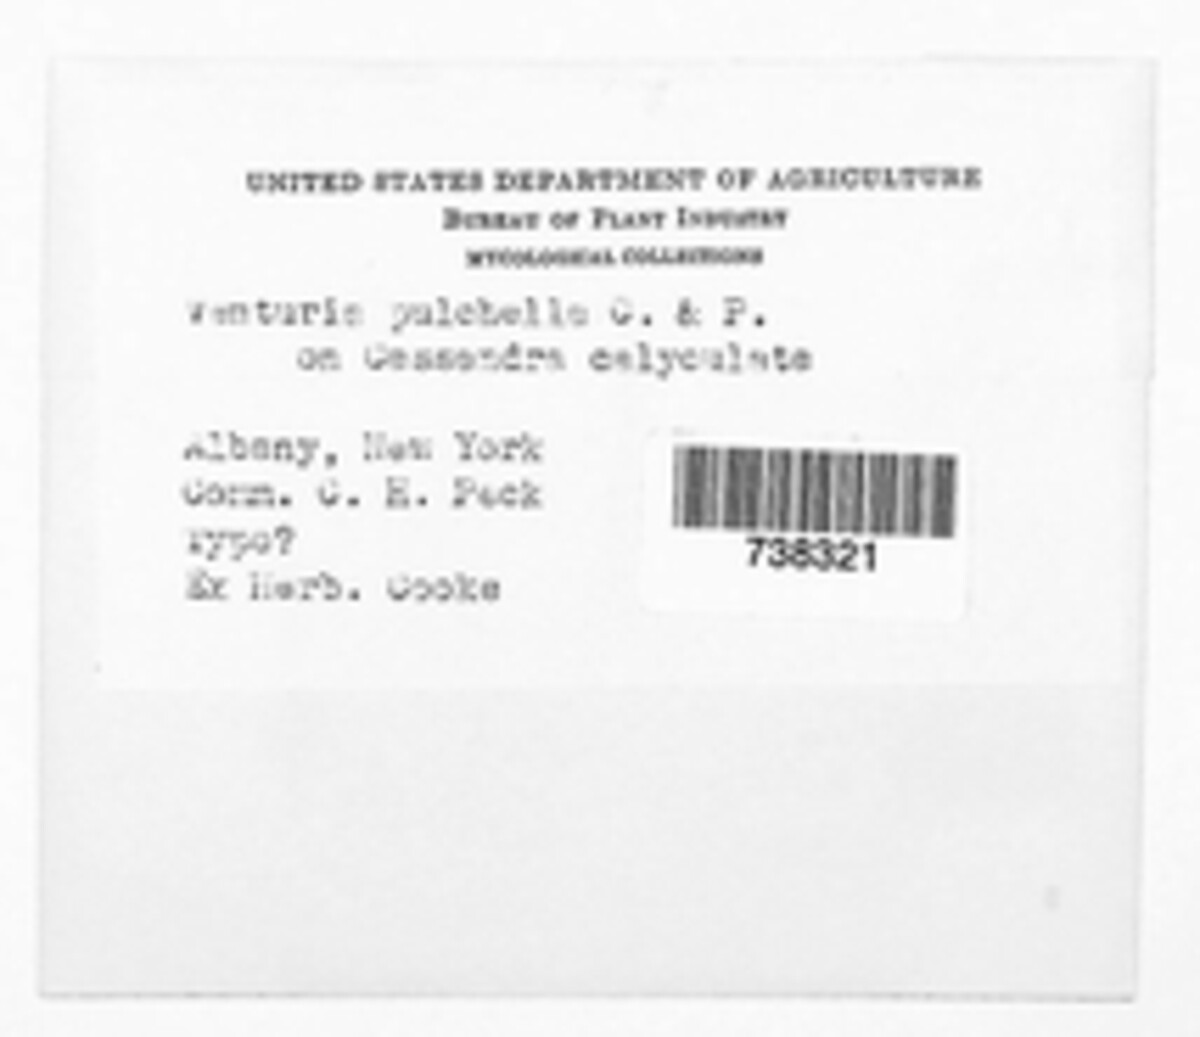 UNITED STATES DEPARTMENT OF AGRICULTURE
BUREAU OF PLANT INDUSTRY
MYCOLOGICAL COLLECTIONS
Venturia pulchella C. & P.
on Cassandra calyculata
Albany, New York
Comm. C. H. Peck
Type?
Ex Herb. Cooke
738321